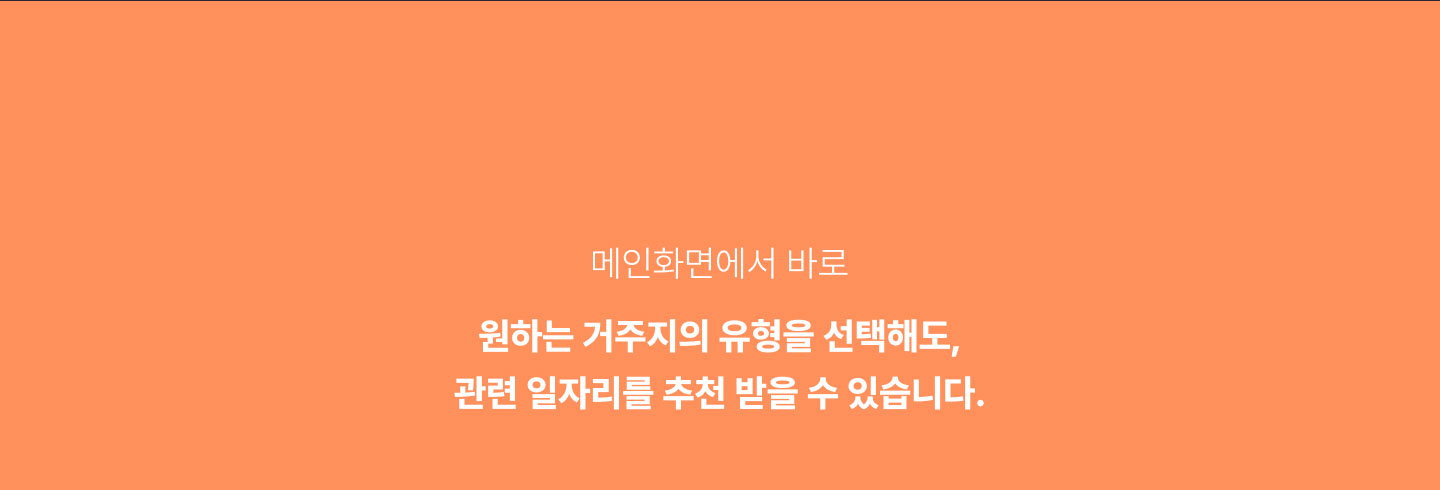 메인화면에서 바로
원하는 거주지의 유형을 선택해도,
관련 일자리를 추천 받을 수 있습니다.